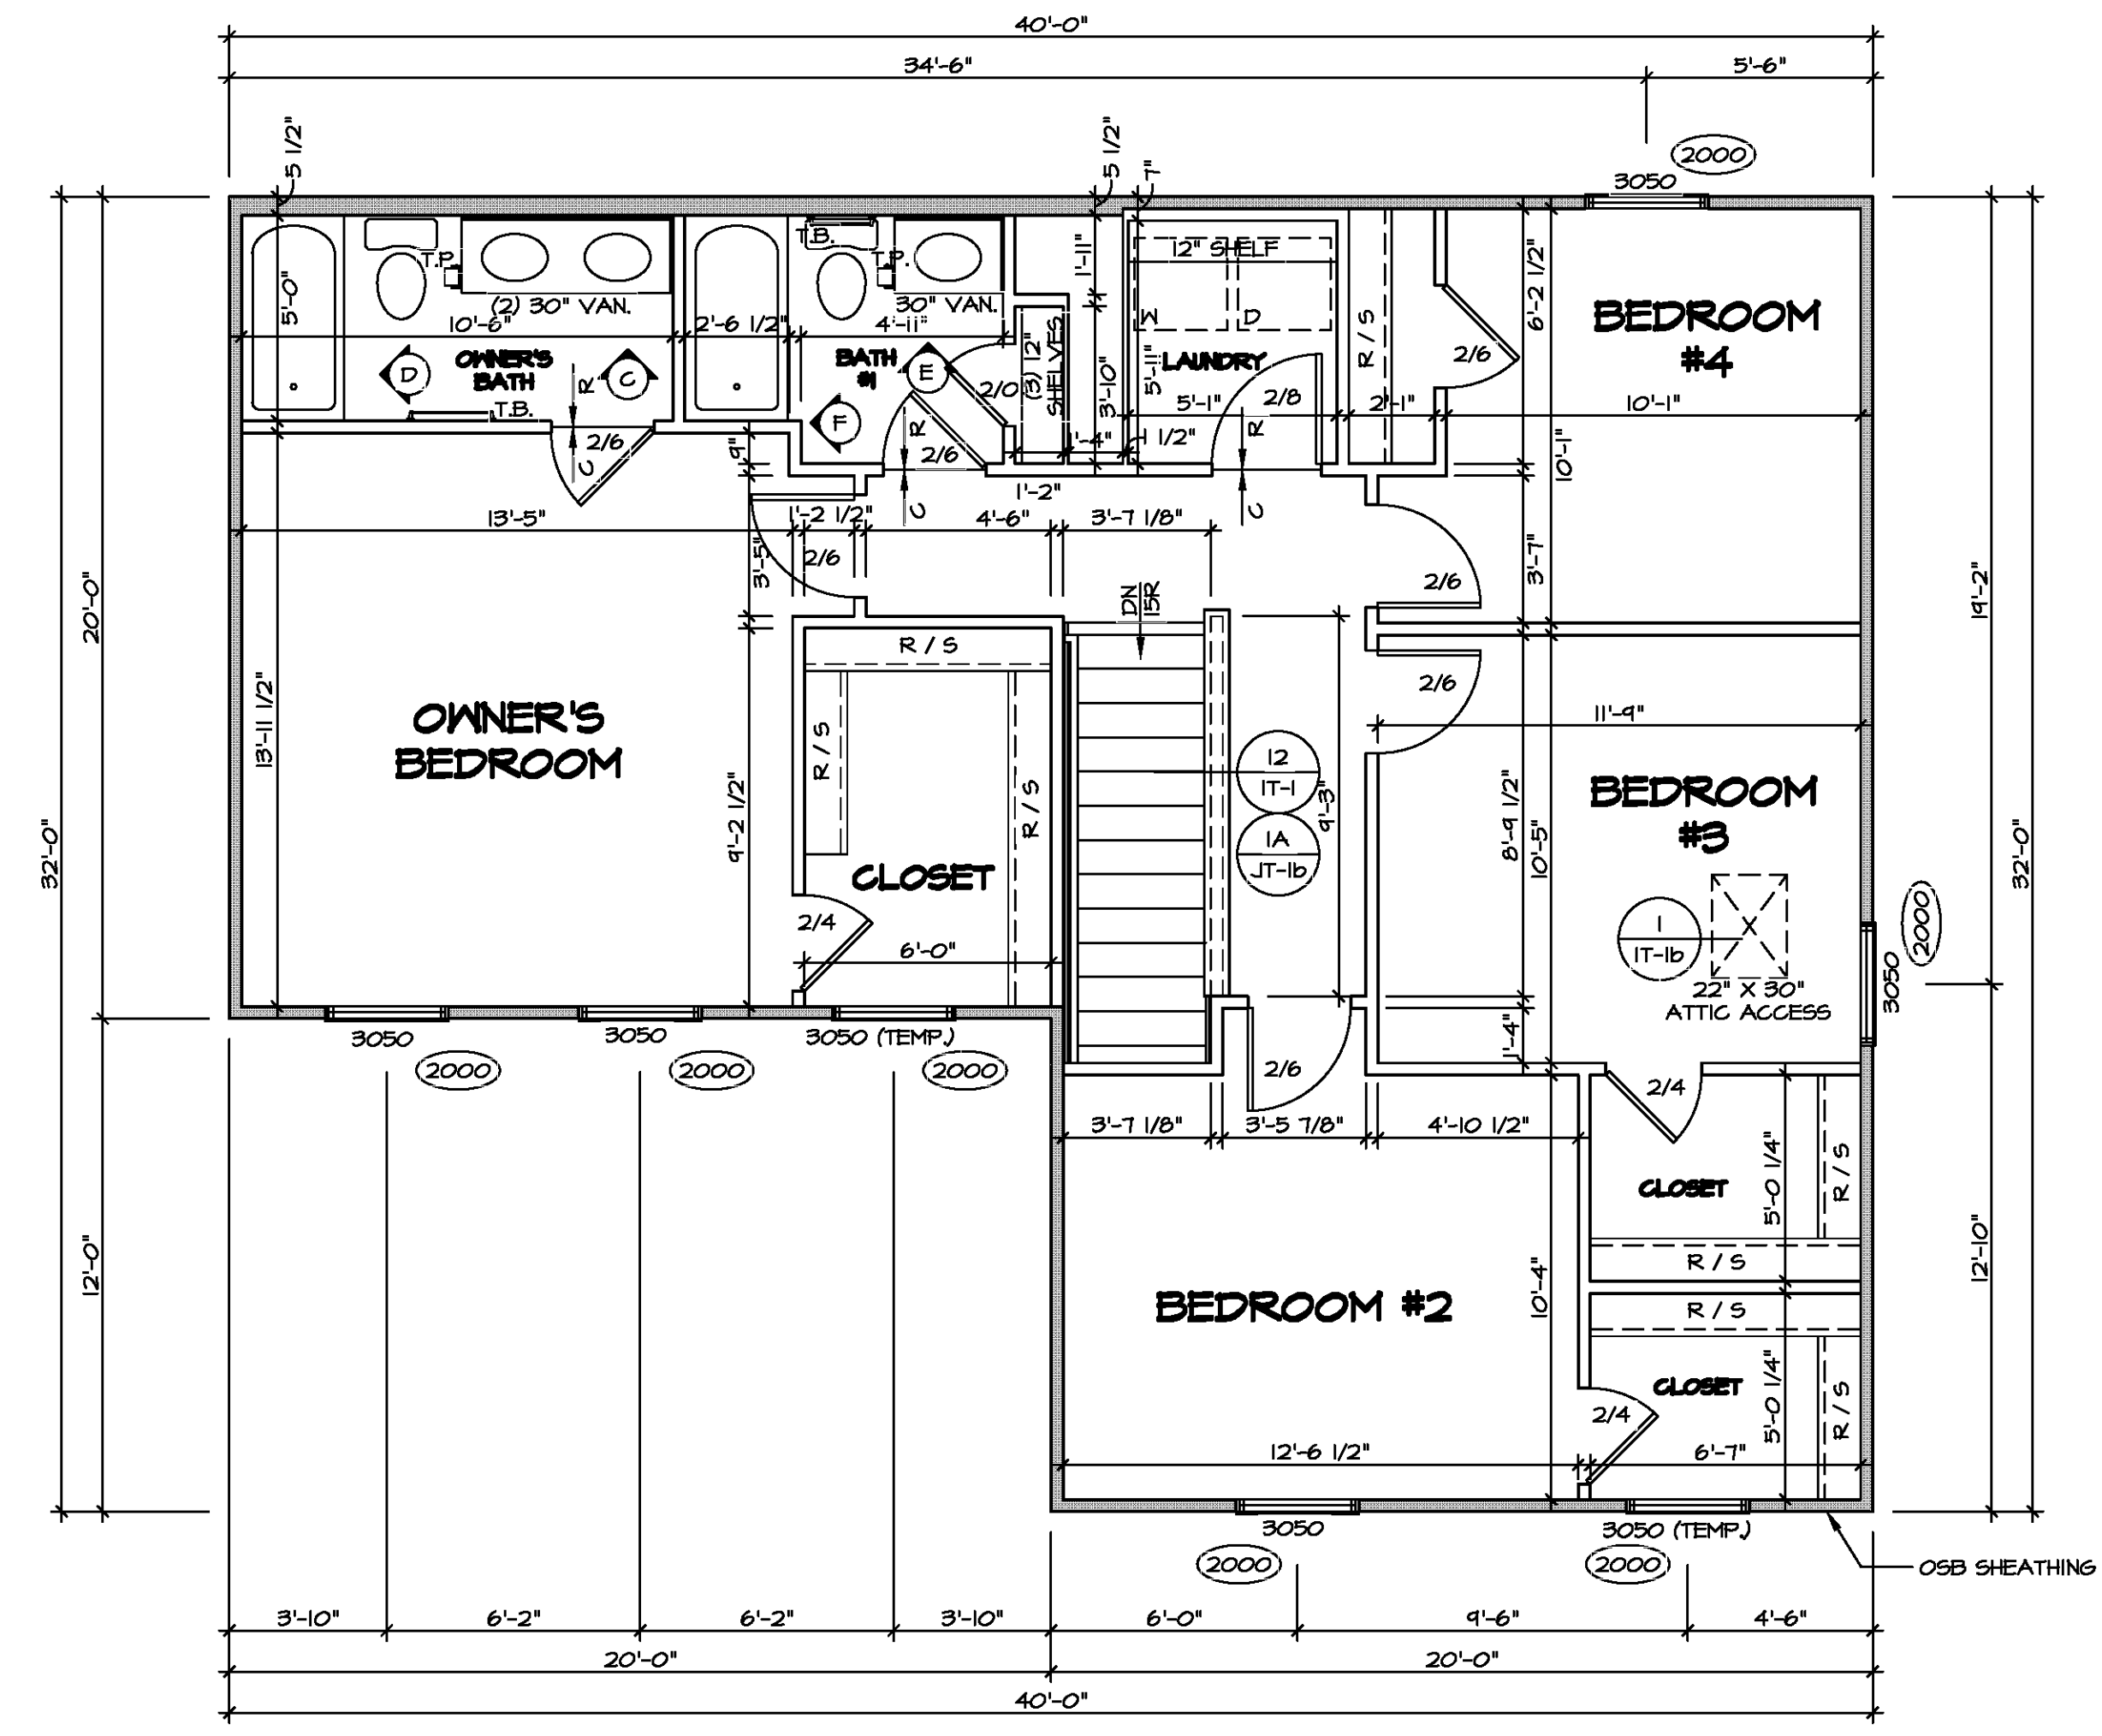 40'-0"
34'-6"
5'-6"
5 1/2"
5 1/2"
7"
2000
3050
T.B.
T.P.
T.P.
12" SHELF
1'-11"
6'-2 1/2"
5'-0"
(2) 30" VAN.
30" VAN.
BEDROOM
#4
10'-6"
2'-6 1/2"
4'-11"
W
D
R / S
OWNER'S
BATH
BATH
#1
(3) 12"
SHELVES
LAUNDRY
2/6
D
C
E
R
2/0
3'-10"
5'-11"
5'-1"
2/8
2'-1"
10'-1"
T.B.
F
R
R
2/6
2/6
9"
1'-4"
1 1/2"
10'-1"
C
C
C
1'-2"
13'-5"
1'-2 1/2"
4'-6"
3'-7 1/8"
3'-5"
2/6
2/6
3'-7"
20'-0"
19'-2"
DN
15R
R / S
2/6
13'-11 1/2"
OWNER'S
BEDROOM
R / S
R / S
11'-9"
12
1T-1
9'-3"
BEDROOM
#3
9'-2 1/2"
8'-9 1/2"
10'-5"
32'-0"
32'-0"
1A
JT-1b
CLOSET
2/4
6'-0"
1
1T-1b
2000
3050
22" X 30"
ATTIC ACCESS
3050
3050
3050 (TEMP.)
1'-4"
2000
2000
2000
2/6
2/4
3'-7 1/8"
3'-5 7/8"
4'-10 1/2"
5'-0 1/4"
R / S
CLOSET
12'-0"
12'-10"
R / S
10'-4"
BEDROOM #2
R / S
CLOSET
5'-0 1/4"
R / S
2/4
12'-6 1/2"
6'-7"
3050
3050 (TEMP.)
2000
2000
OSB SHEATHING
3'-10"
6'-2"
6'-2"
3'-10"
6'-0"
9'-6"
4'-6"
20'-0"
20'-0"
40'-0"